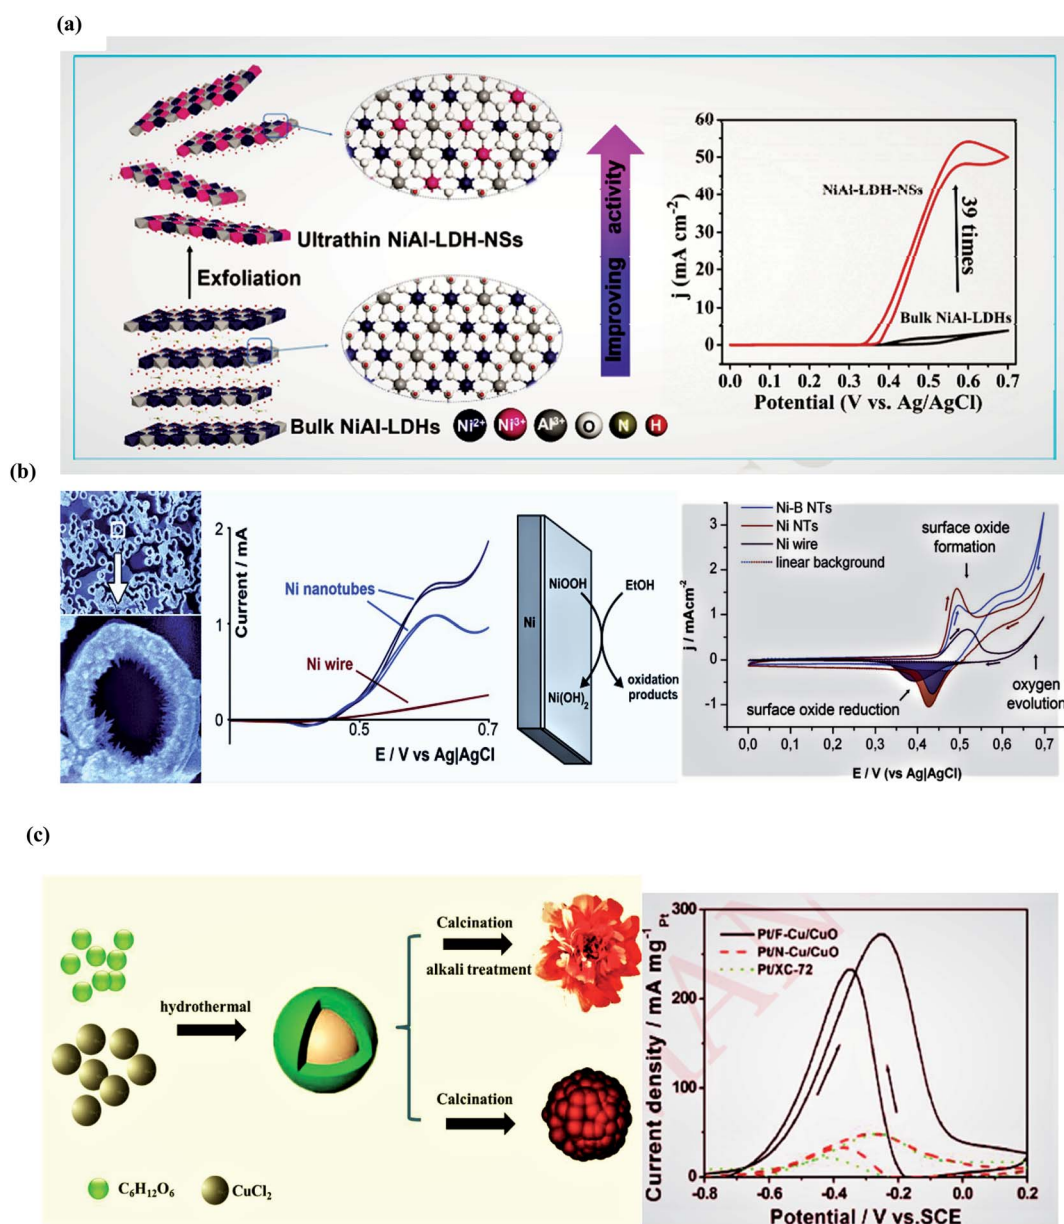 (a)
Ultrathin NiAl-LDH-NSs
Exfoliation
Bulk NiAl-LDHs
Ni2+ Ni3+ Al3+ O N H
Improving activity
60
50
40
30
20
10
0
j (mA cm-2)
NiAl-LDH-NSs
39 times
Bulk NiAl-LDHs
0.0 0.1 0.2 0.3 0.4 0.5 0.6 0.7
Potential (V vs. Ag/AgCl)
(b)
2
1
0
Current / mA
Ni nanotubes
Ni wire
0.5 0.7
E / V vs Ag|AgCl
Ni
NiOOH
EtOH
Ni(OH)2
oxidation
products
Ni-B NTs
Ni NTs
Ni wire
linear background
surface oxide
formation
3
2
1
0
-1
j / mAcm-2
surface oxide reduction
oxygen
evolution
0,0 0,1 0,2 0,3 0,4 0,5 0,6 0,7
E / V (vs Ag|AgCl)
(c)
hydrothermal
Calcination
alkali treatment
Calcination
C6H12O6
CuCl2
300
200
100
0
Current density / mA mg-1Pt
Pt/F-Cu/CuO
Pt/N-Cu/CuO
Pt/XC-72
-0.8 -0.6 -0.4 -0.2 0.0 0.2
Potential / V vs.SCE